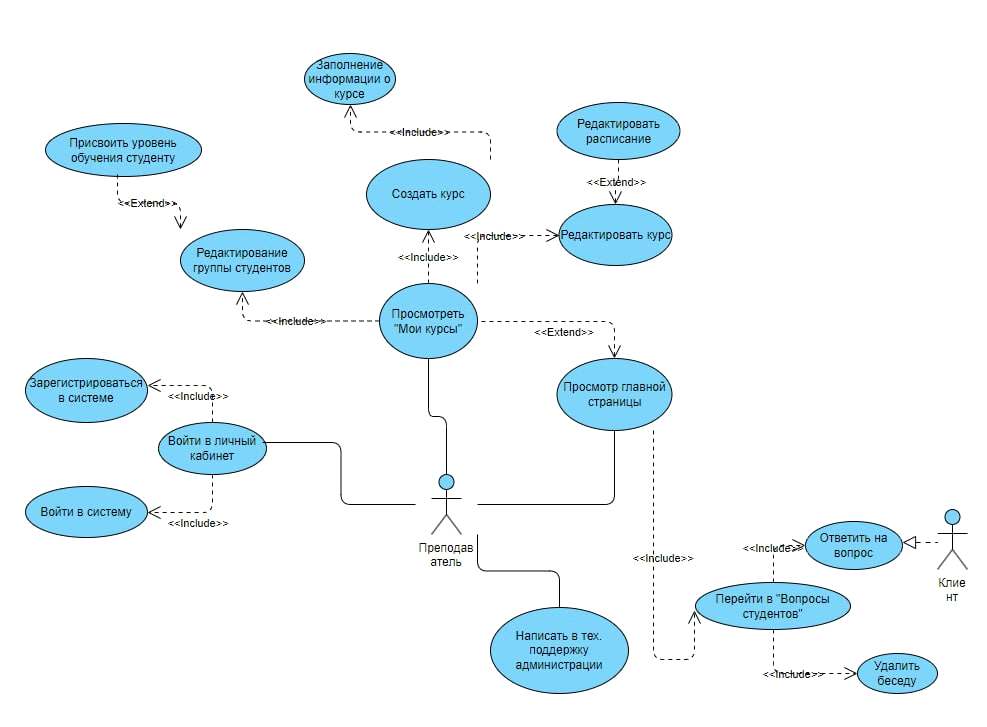 Заполнение
информации о
курсе
<<Include>>
Редактировать
расписание
Присвоить уровень
обучения студенту
<<Extend>>
<<Extend>>
Создать курс
<<Include>>
Редактировать курс
Редактирование
группы студентов
<<Include>>
Просмотреть
"Мои курсы"
<<Include>>
<<Extend>>
Зарегистрироваться
в системе
<<Include>>
Просмотр главной
страницы
Войти в личный
кабинет
Войти в систему
<<Include>>
Преподав
атель
<<Include>>
<<Include>>
Ответить на
вопрос
Клие
нт
Перейти в "Вопросы
студентов"
Написать в тех.
поддержку
администрации
<<Include>>
Удалить
беседу